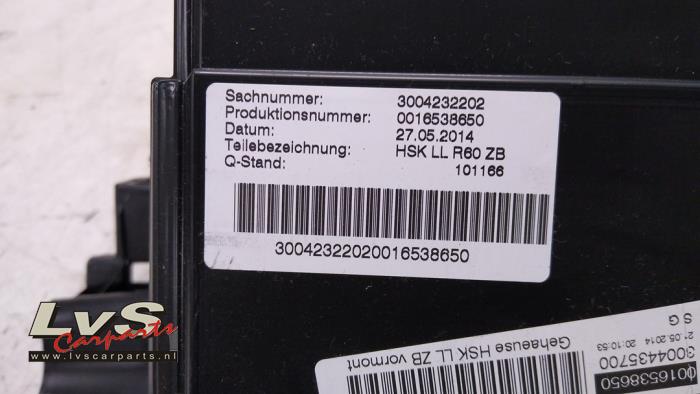 Sachnummer: 3004232202
Produktionsnummer: 0016538650
Datum: 27.05.2014
Teilebezeichnung: HSK LL R60 ZB
Q-Stand: 101166
30042322020016538650
LvS
Carparts
www.lvscarparts.nl
Gehaeuse HSK LL ZB vormont
0016538650
3004435700
21.05.2014 20:10:53
S G